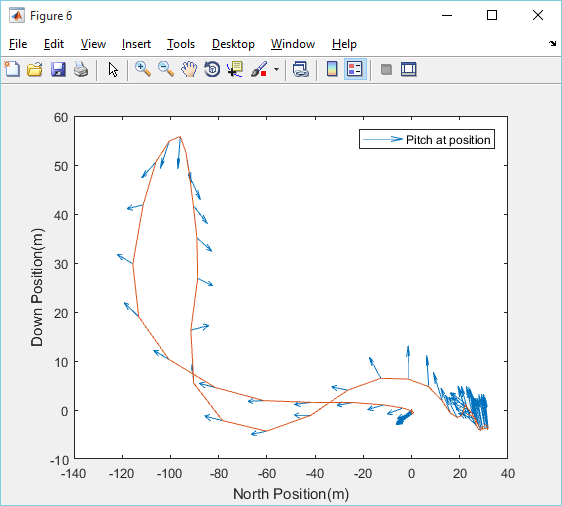 Figure 6
File Edit View Insert Tools Desktop Window Help
Pitch at position
60
50
40
30
20
10
0
-10
Down Position(m)
-140 -120 -100 -80 -60 -40 -20 0 20 40
North Position(m)